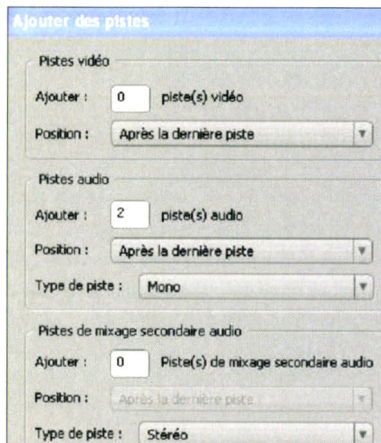 Ajouter des pistes
Pistes vidéo
Ajouter : 0 piste(s) vidéo
Position : Après la dernière piste
Pistes audio
Ajouter : 2 piste(s) audio
Position : Après la dernière piste
Type de piste : Mono
Pistes de mixage secondaire audio
Ajouter : 0 Piste(s) de mixage secondaire audio
Position : Après la dernière piste
Type de piste : Stéréo